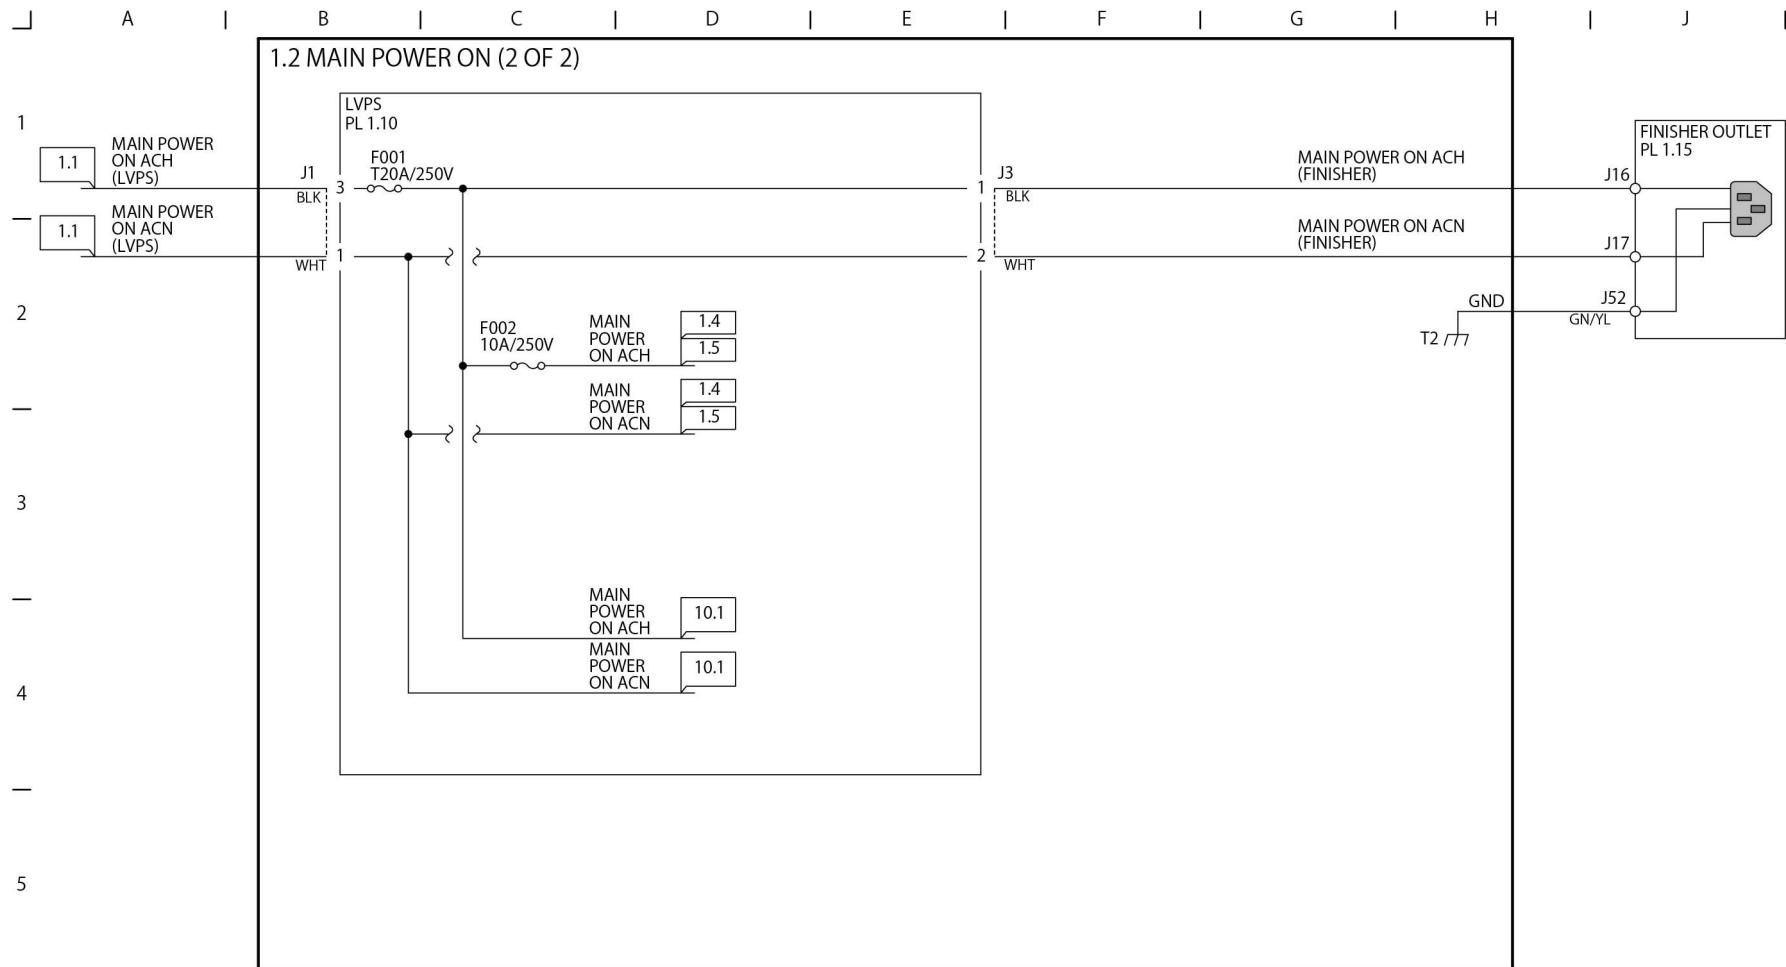 A B C D E F G H J
1.2 MAIN POWER ON (2 OF 2)
1
2
3
4
5
1.1
MAIN POWER
ON ACH
(LVPS)
1.1
MAIN POWER
ON ACN
(LVPS)
J1
BLK
WHT
LVPS
PL 1.10
3
1
F001
T20A/250V
F002
10A/250V
MAIN
POWER
ON ACH
1.4
1.5
MAIN
POWER
ON ACN
1.4
1.5
MAIN
POWER
ON ACH
10.1
MAIN
POWER
ON ACN
10.1
1
2
J3
BLK
WHT
MAIN POWER ON ACH
(FINISHER)
MAIN POWER ON ACN
(FINISHER)
GND
T2
GN/YL
FINISHER OUTLET
PL 1.15
J16
J17
J52